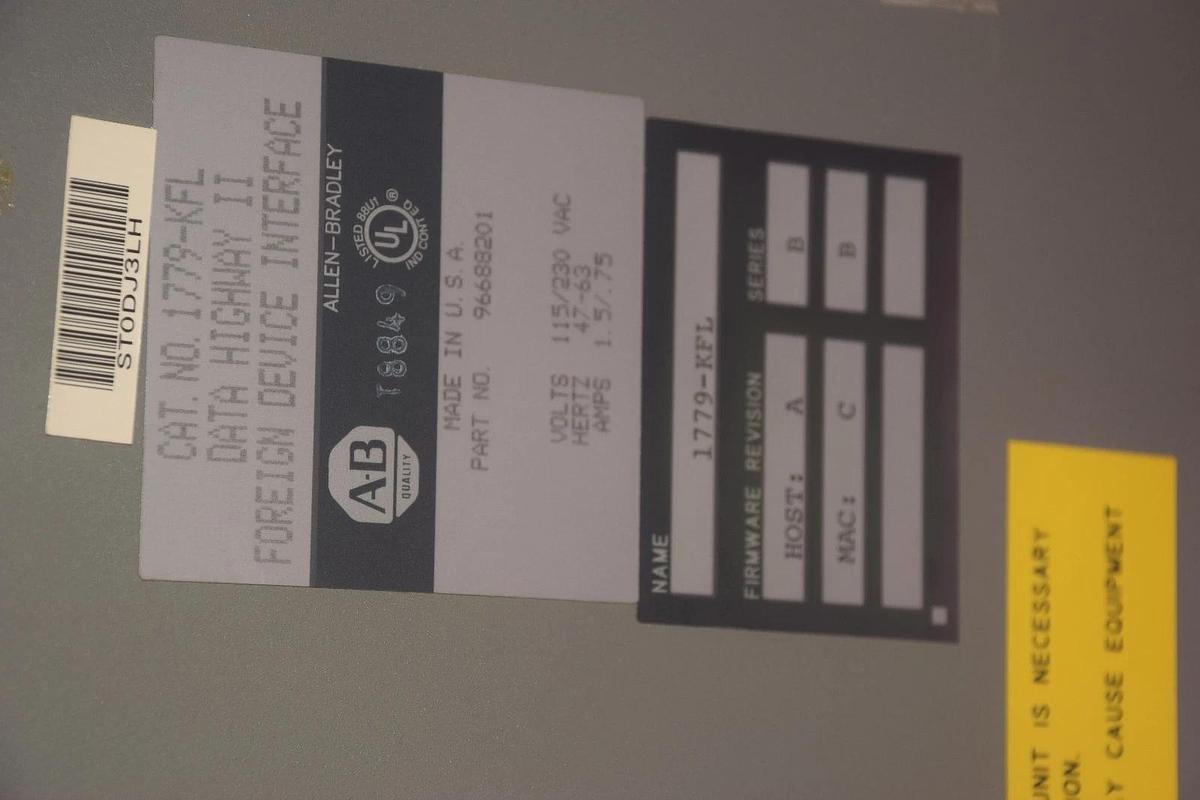 STODJ3LH
CAT. NO. 1779-KFL
DATA HIGHWAY II
FOREIGN DEVICE INTERFACE
ALLEN-BRADLEY
A-B
QUALITY
T8849
LISTED 88U1
UL
®
IND CONT EQ
MADE IN U.S.A.
PART NO. 96688201
VOLTS 115/230 VAC
HERTZ 47-63
AMPS 1.5/.75
NAME
1779-KFL
FIRMWARE REVISION SERIES
HOST: A B
MAC: C B
UNIT IS NECESSARY
ON.
Y CAUSE EQUIPMENT